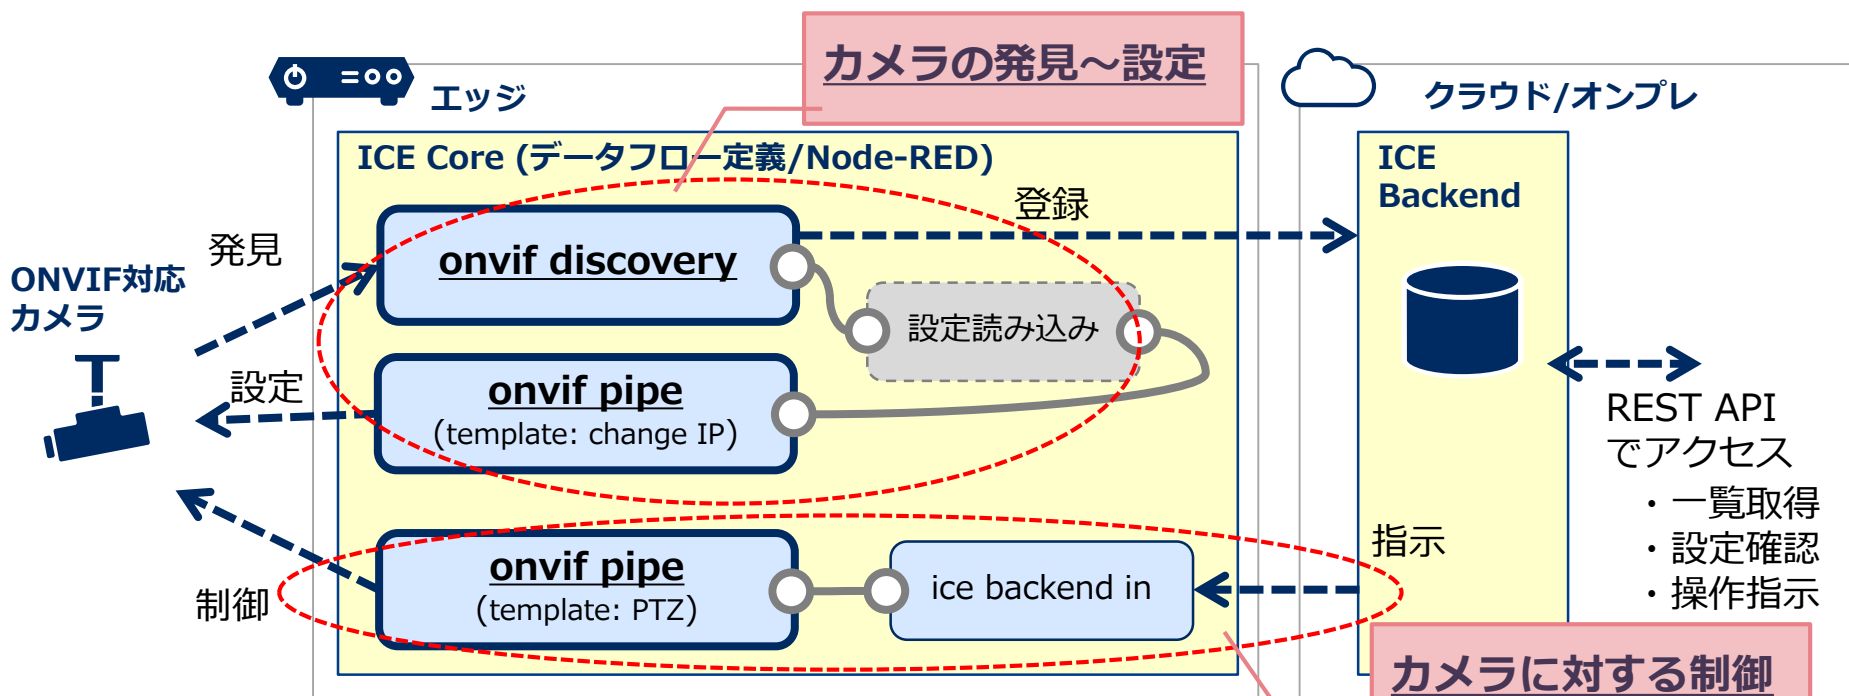 カメラの発見～設定
エッジ
クラウド/オンプレ
ICE Core (データフロー定義/Node-RED)
ICE
Backend
登録
発見
onvif discovery
ONVIF対応
カメラ
設定読み込み
設定
onvif pipe
(template: change IP)
REST API
でアクセス
・一覧取得
・設定確認
・操作指示
指示
onvif pipe
(template: PTZ)
ice backend in
制御
カメラに対する制御